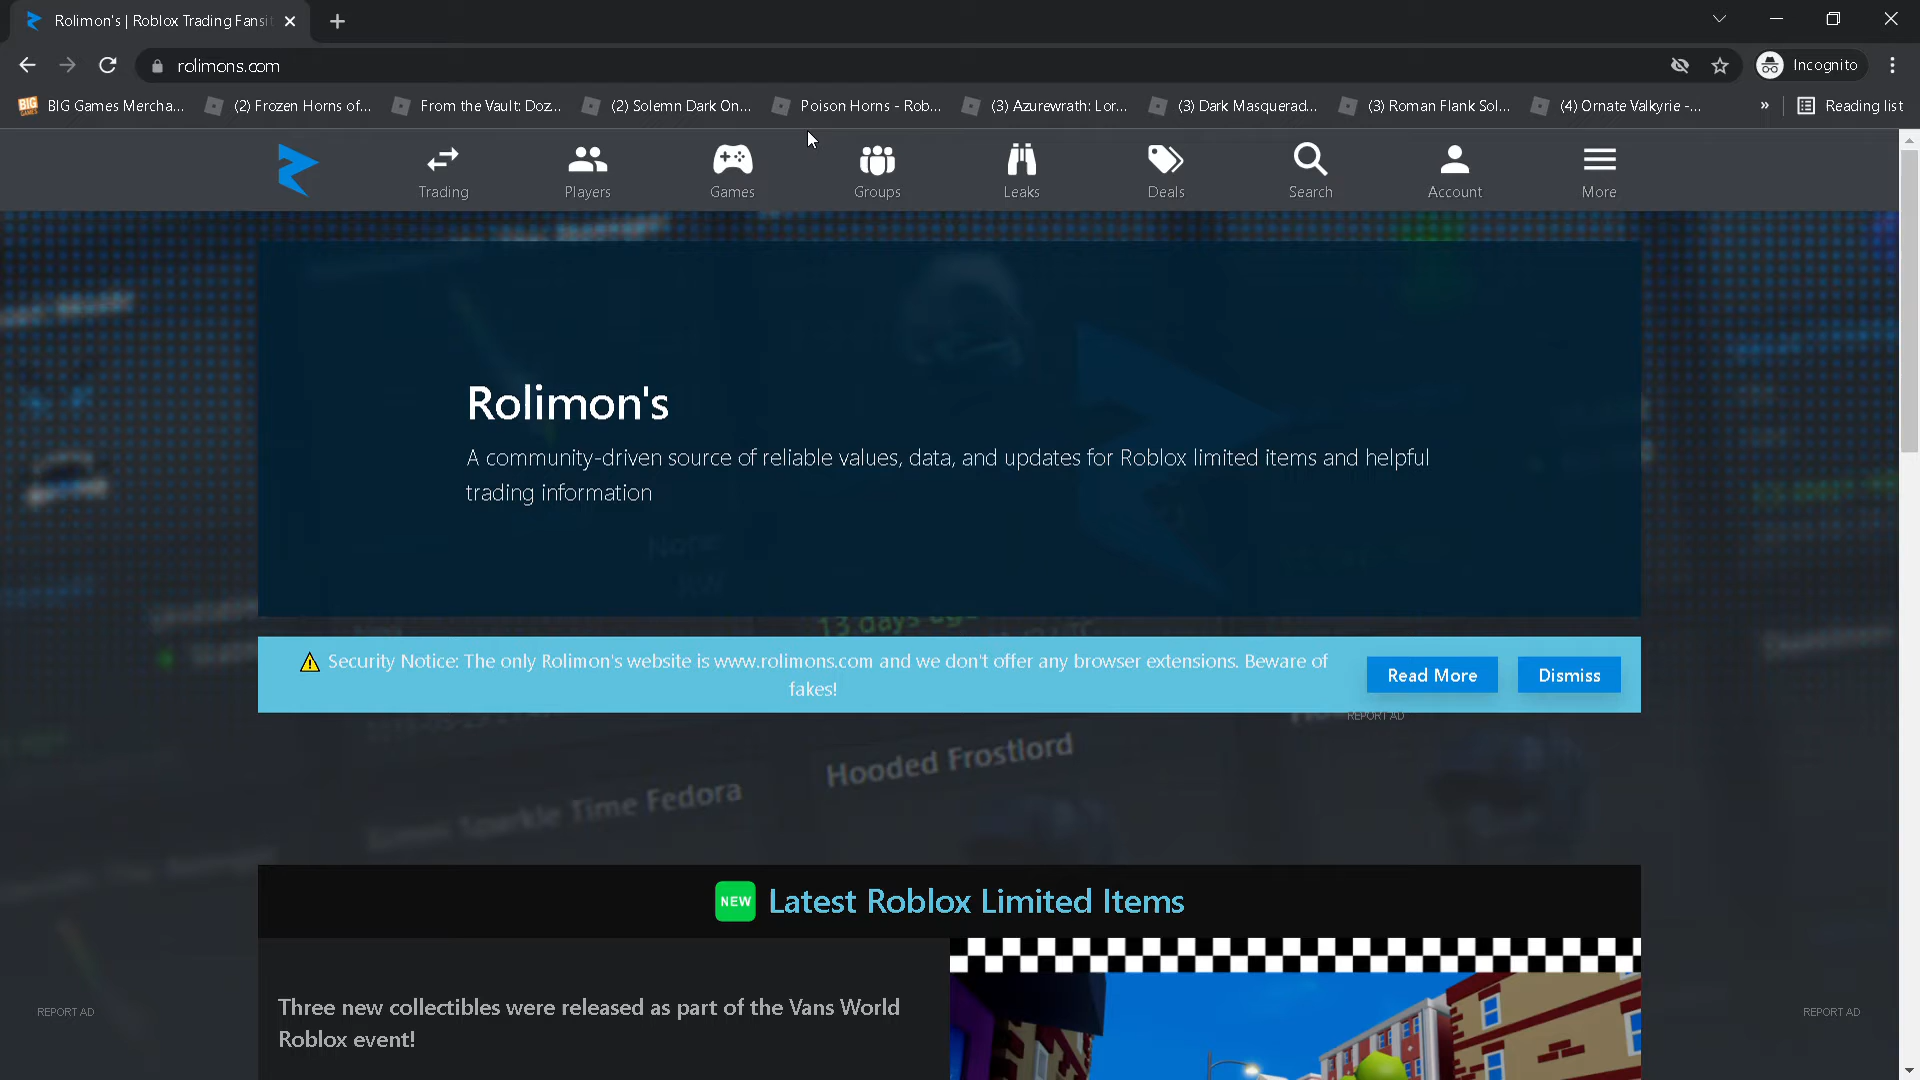 Rolimon's | Roblox Trading Fansit
rolimons.com
Incognito
BIG Games Mercha...
(2) Frozen Horns of...
From the Vault: Doz...
(2) Solemn Dark On...
Poison Horns - Rob...
(3) Azurewrath: Lor...
(3) Dark Masquerad...
(3) Roman Flank Sol...
(4) Ornate Valkyrie -...
»
Reading list
Trading
Players
Games
Groups
Leaks
Deals
Search
Account
More
Rolimon's
A community-driven source of reliable values, data, and updates for Roblox limited items and helpful
trading information
None
13 days ago
Security Notice: The only Rolimon's website is www.rolimons.com and we don't offer any browser extensions. Beware of
fakes!
Read More
Dismiss
REPORT AD
Hooded Frostlord
Sparkle Time Fedora
NEW Latest Roblox Limited Items
Three new collectibles were released as part of the Vans World
Roblox event!
REPORT AD
REPORT AD